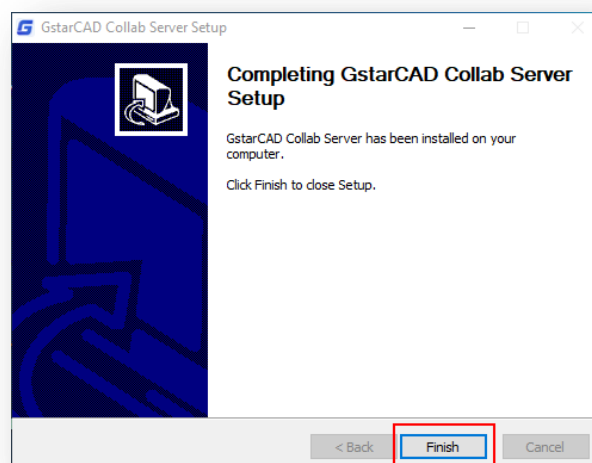 GstarCAD Collab Server Setup
Completing GstarCAD Collab Server
Setup
GstarCAD Collab Server has been installed on your
computer.
Click Finish to close Setup.
< Back Finish Cancel